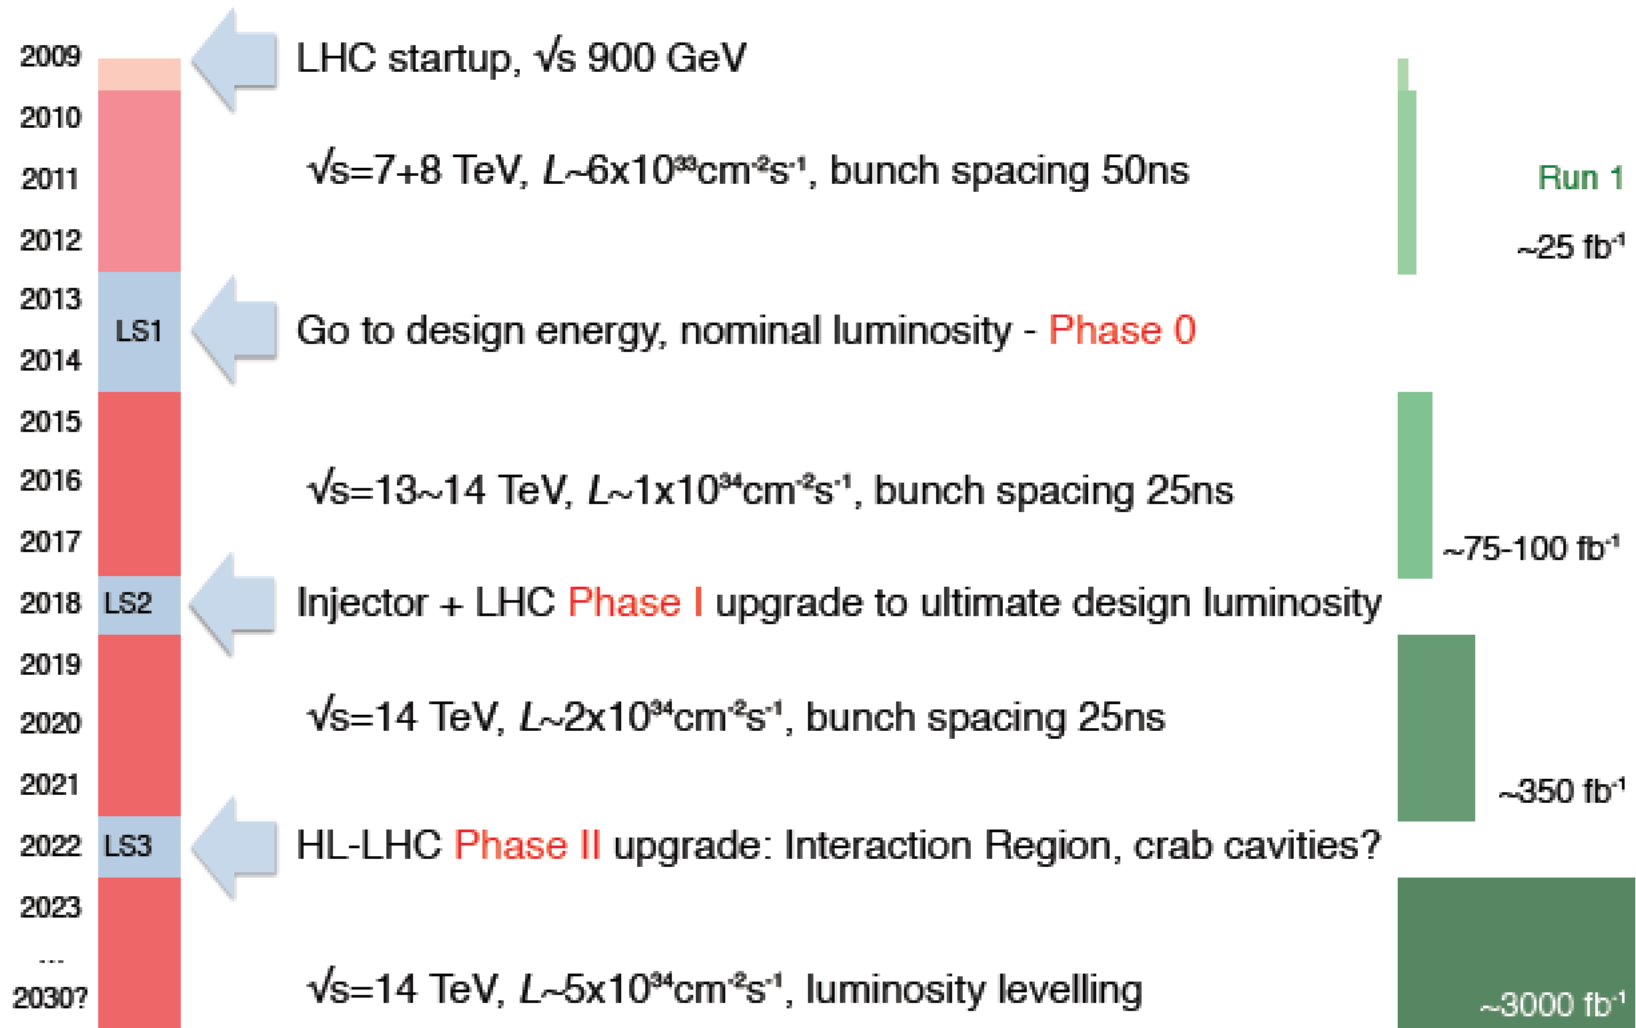 2009 LHC startup, √s 900 GeV
2010
√s=7+8 TeV, L~6x10³³cm⁻²s⁻¹, bunch spacing 50ns
2011 Run 1
2012 ~25 fb⁻¹
2013
LS1 Go to design energy, nominal luminosity - Phase 0
2014
2015
2016 √s=13~14 TeV, L~1x10³⁴cm⁻²s⁻¹, bunch spacing 25ns
2017 ~75-100 fb⁻¹
2018 LS2 Injector + LHC Phase I upgrade to ultimate design luminosity
2019
2020 √s=14 TeV, L~2x10³⁴cm⁻²s⁻¹, bunch spacing 25ns
2021 ~350 fb⁻¹
2022 LS3 HL-LHC Phase II upgrade: Interaction Region, crab cavities?
2023
...
2030? √s=14 TeV, L~5x10³⁴cm⁻²s⁻¹, luminosity levelling ~3000 fb⁻¹